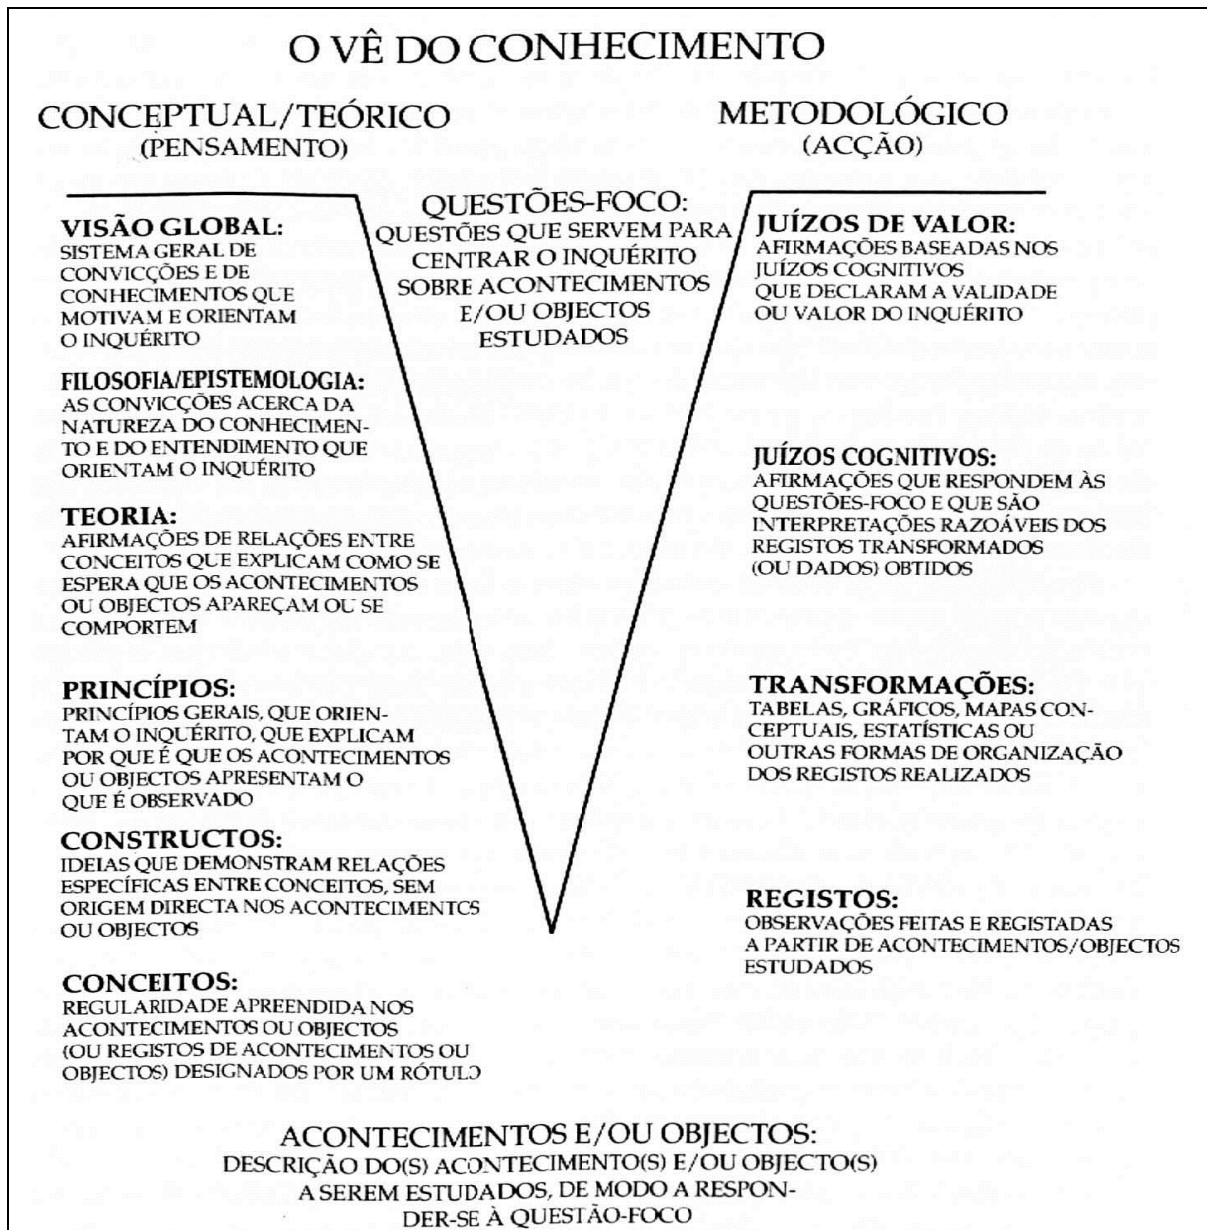 O VÊ DO CONHECIMENTO
CONCEPTUAL/TEÓRICO
(PENSAMENTO)
METODOLÓGICO
(ACÇÃO)
VISÃO GLOBAL:
SISTEMA GERAL DE
CONVICÇÕES E DE
CONHECIMENTOS QUE
MOTIVAM E ORIENTAM
O INQUÉRITO
FILOSOFIA/EPISTEMOLOGIA:
AS CONVICÇÕES ACERCA DA
NATUREZA DO CONHECIMEN-
TO E DO ENTENDIMENTO QUE
ORIENTAM O INQUÉRITO
TEORIA:
AFIRMAÇÕES DE RELAÇÕES ENTRE
CONCEITOS QUE EXPLICAM COMO SE
ESPERA QUE OS ACONTECIMENTOS
OU OBJECTOS APAREÇAM OU SE
COMPORTEM
PRINCÍPIOS:
PRINCÍPIOS GERAIS, QUE ORIEN-
TAM O INQUÉRITO, QUE EXPLICAM
POR QUE É QUE OS ACONTECIMENTOS
OU OBJECTOS APRESENTAM O
QUE É OBSERVADO
CONSTRUCTOS:
IDEIAS QUE DEMONSTRAM RELAÇÕES
ESPECÍFICAS ENTRE CONCEITOS, SEM
ORIGEM DIRECTA NOS ACONTECIMENTOS
OU OBJECTOS
CONCEITOS:
REGULARIDADE APREENDIDA NOS
ACONTECIMENTOS OU OBJECTOS
(OU REGISTOS DE ACONTECIMENTOS OU
OBJECTOS) DESIGNADOS POR UM RÓTULO
QUESTÕES-FOCO:
QUESTÕES QUE SERVEM PARA
CENTRAR O INQUÉRITO
SOBRE ACONTECIMENTOS
E/OU OBJECTOS
ESTUDADOS
JUÍZOS DE VALOR:
AFIRMAÇÕES BASEADAS NOS
JUÍZOS COGNITIVOS
QUE DECLARAM A VALIDADE
OU VALOR DO INQUÉRITO
JUÍZOS COGNITIVOS:
AFIRMAÇÕES QUE RESPONDEM ÀS
QUESTÕES-FOCO E QUE SÃO
INTERPRETAÇÕES RAZOÁVEIS DOS
REGISTOS TRANSFORMADOS
(OU DADOS) OBTIDOS
TRANSFORMAÇÕES:
TABELAS, GRÁFICOS, MAPAS CON-
CEPTUAIS, ESTATÍSTICAS OU
OUTRAS FORMAS DE ORGANIZAÇÃO
DOS REGISTOS REALIZADOS
REGISTOS:
OBSERVAÇÕES FEITAS E REGISTADAS
A PARTIR DE ACONTECIMENTOS/OBJECTOS
ESTUDADOS
ACONTECIMENTOS E/OU OBJECTOS:
DESCRIÇÃO DO(S) ACONTECIMENTO(S) E/OU OBJECTO(S)
A SEREM ESTUDADOS, DE MODO A RESPON-
DER-SE À QUESTÃO-FOCO